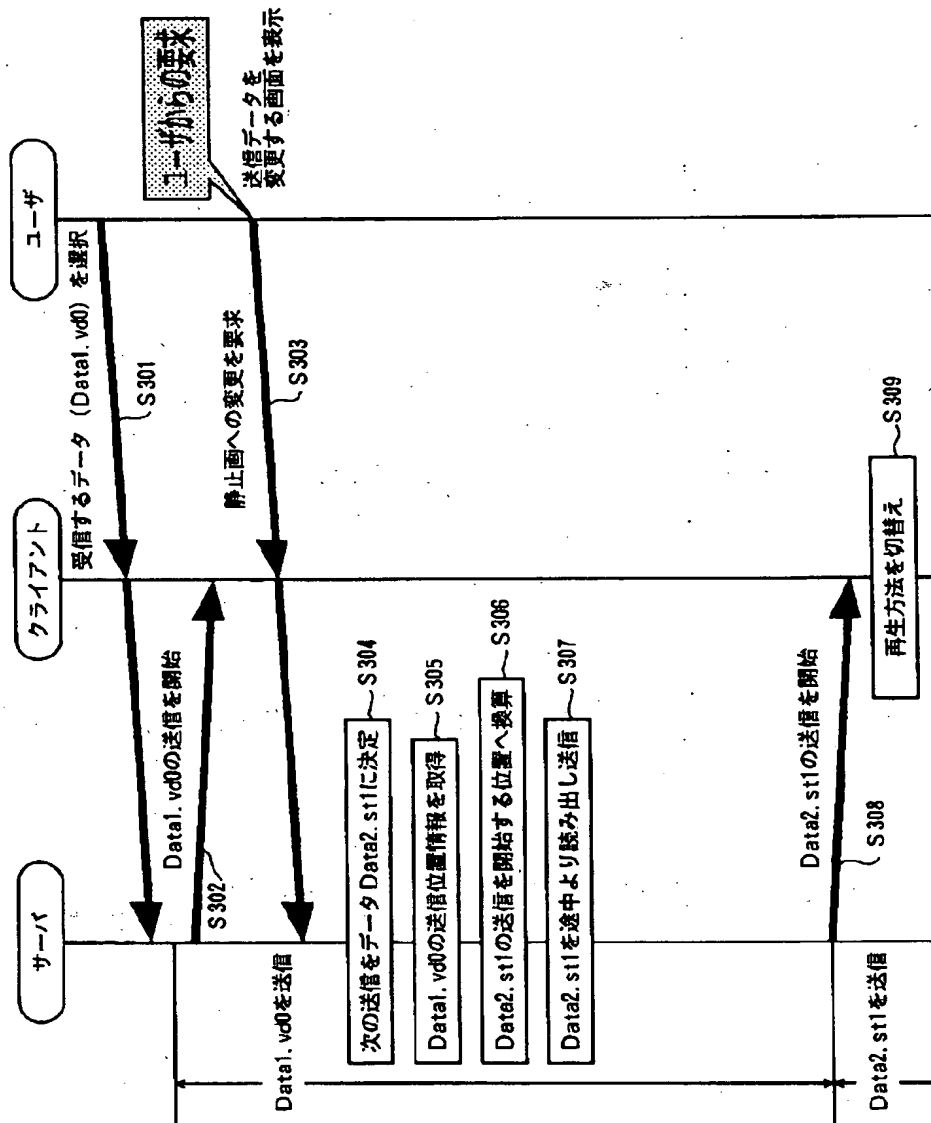 サーバ
クライアント
ユーザ
受信するデータ (Data1.vd0) を選択
S301
ユーザからの要求
Data1.vd0の送信を開始
S302
送信データを
変更する画面を表示
静止画への変更を要求
S303
Data1.vd0を送信
次の送信をデータData2.st1に決定
S304
Data1.vd0の送信位置情報を取得
S305
Data2.st1の送信を開始する位置へ換算
S306
Data2.st1を途中より読み出し送信
S307
Data2.st1の送信を開始
S308
再生方法を切替え
S309
Data2.st1を送信